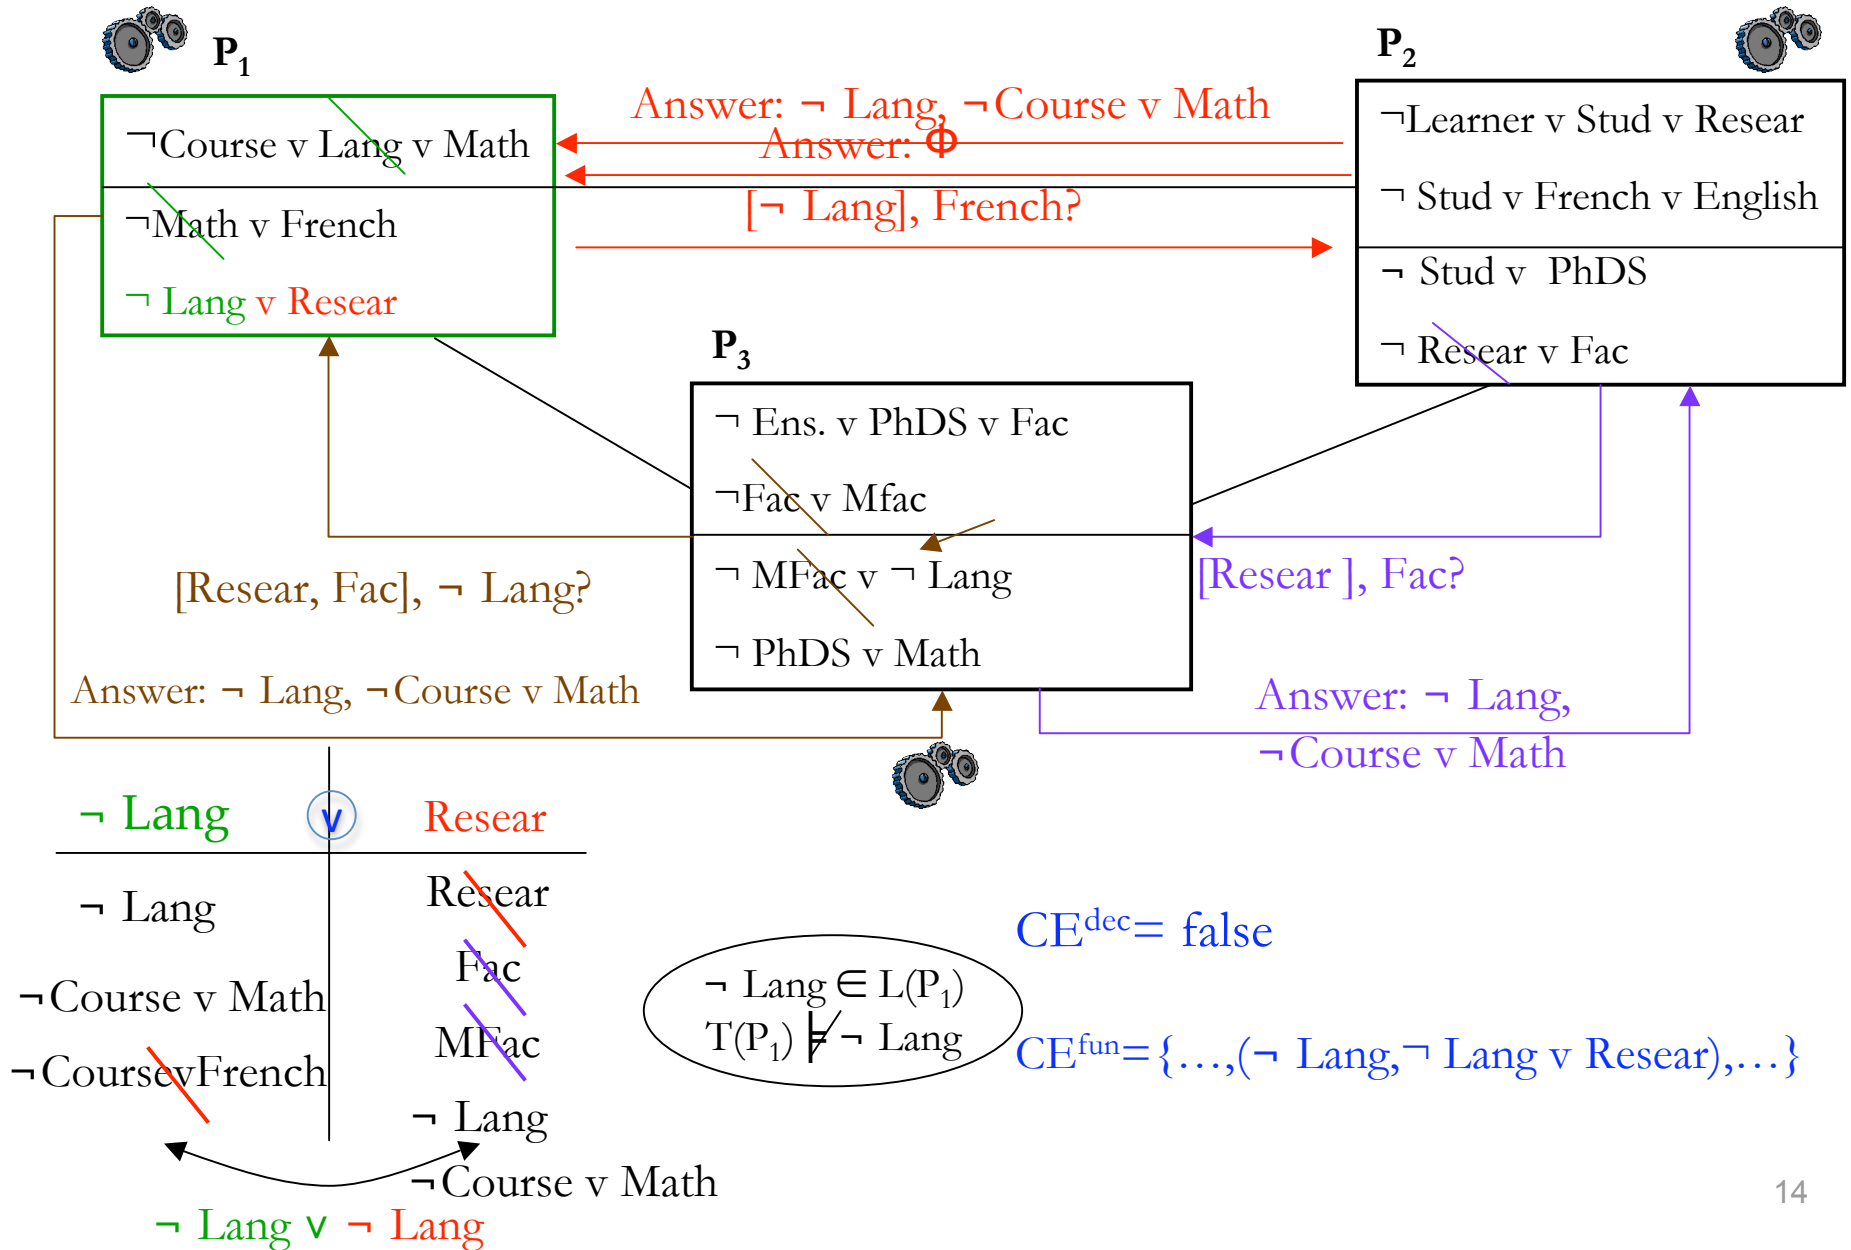 P1
P2
¬Course v Lang v Math
¬Math v French
¬ Lang v Resear
Answer: ¬ Lang, ¬Course v Math
Answer: Φ
[¬ Lang], French?
¬Learner v Stud v Resear
¬ Stud v French v English
¬ Stud v PhDS
¬ Resear v Fac
P3
¬ Ens. v PhDS v Fac
¬Fac v Mfac
¬ MFac v ¬ Lang
¬ PhDS v Math
[Resear, Fac], ¬ Lang?
[Resear ], Fac?
Answer: ¬ Lang, ¬Course v Math
Answer: ¬ Lang,
¬Course v Math
¬ Lang v Resear
¬ Lang
¬Course v Math
¬CoursevFrench
Resear
Fac
MFac
¬ Lang
¬Course v Math
¬ Lang v ¬ Lang
¬ Lang ∈ L(P1)
T(P1) ⊭ ¬ Lang
CEdec= false
CEfun={…,(¬ Lang,¬ Lang v Resear),…}
14